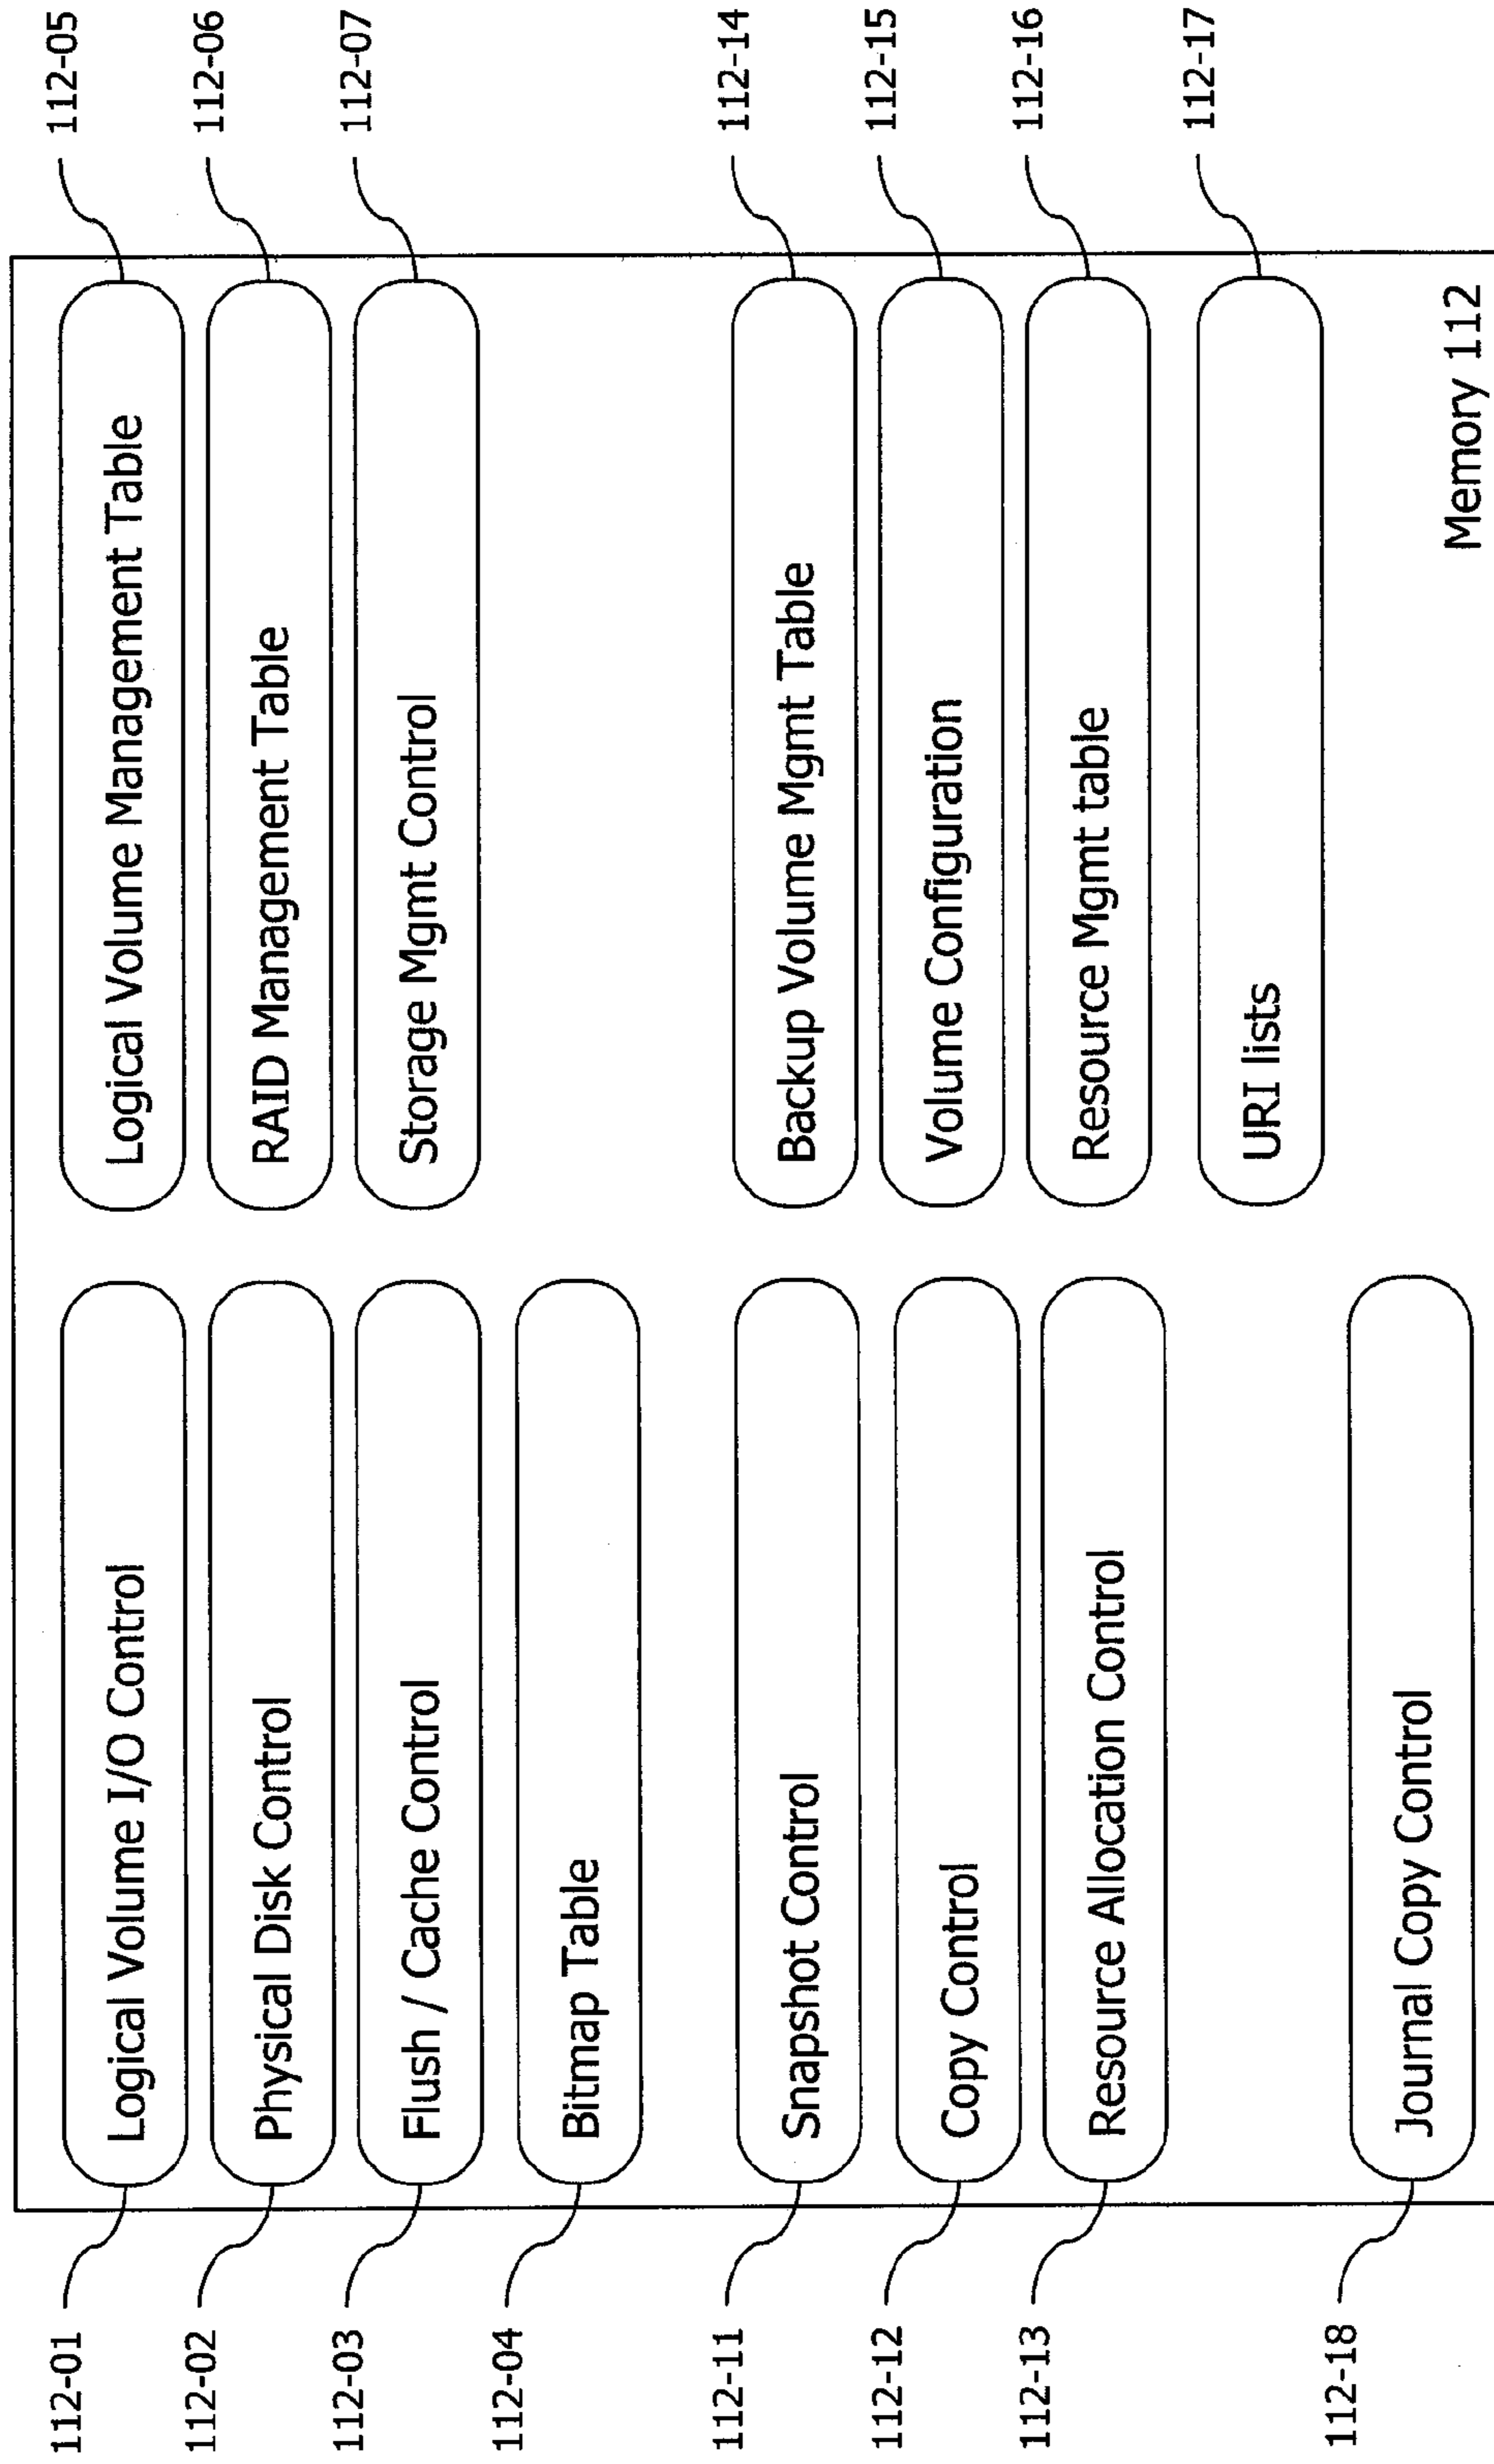 112-01
Logical Volume I/O Control
Logical Volume Management Table
112-05
112-02
Physical Disk Control
RAID Management Table
112-06
112-03
Flush / Cache Control
Storage Mgmt Control
112-07
112-04
Bitmap Table
112-11
Snapshot Control
Backup Volume Mgmt Table
112-14
112-12
Copy Control
Volume Configuration
112-15
112-13
Resource Allocation Control
Resource Mgmt table
112-16
URI lists
112-17
112-18
Journal Copy Control
Memory 112